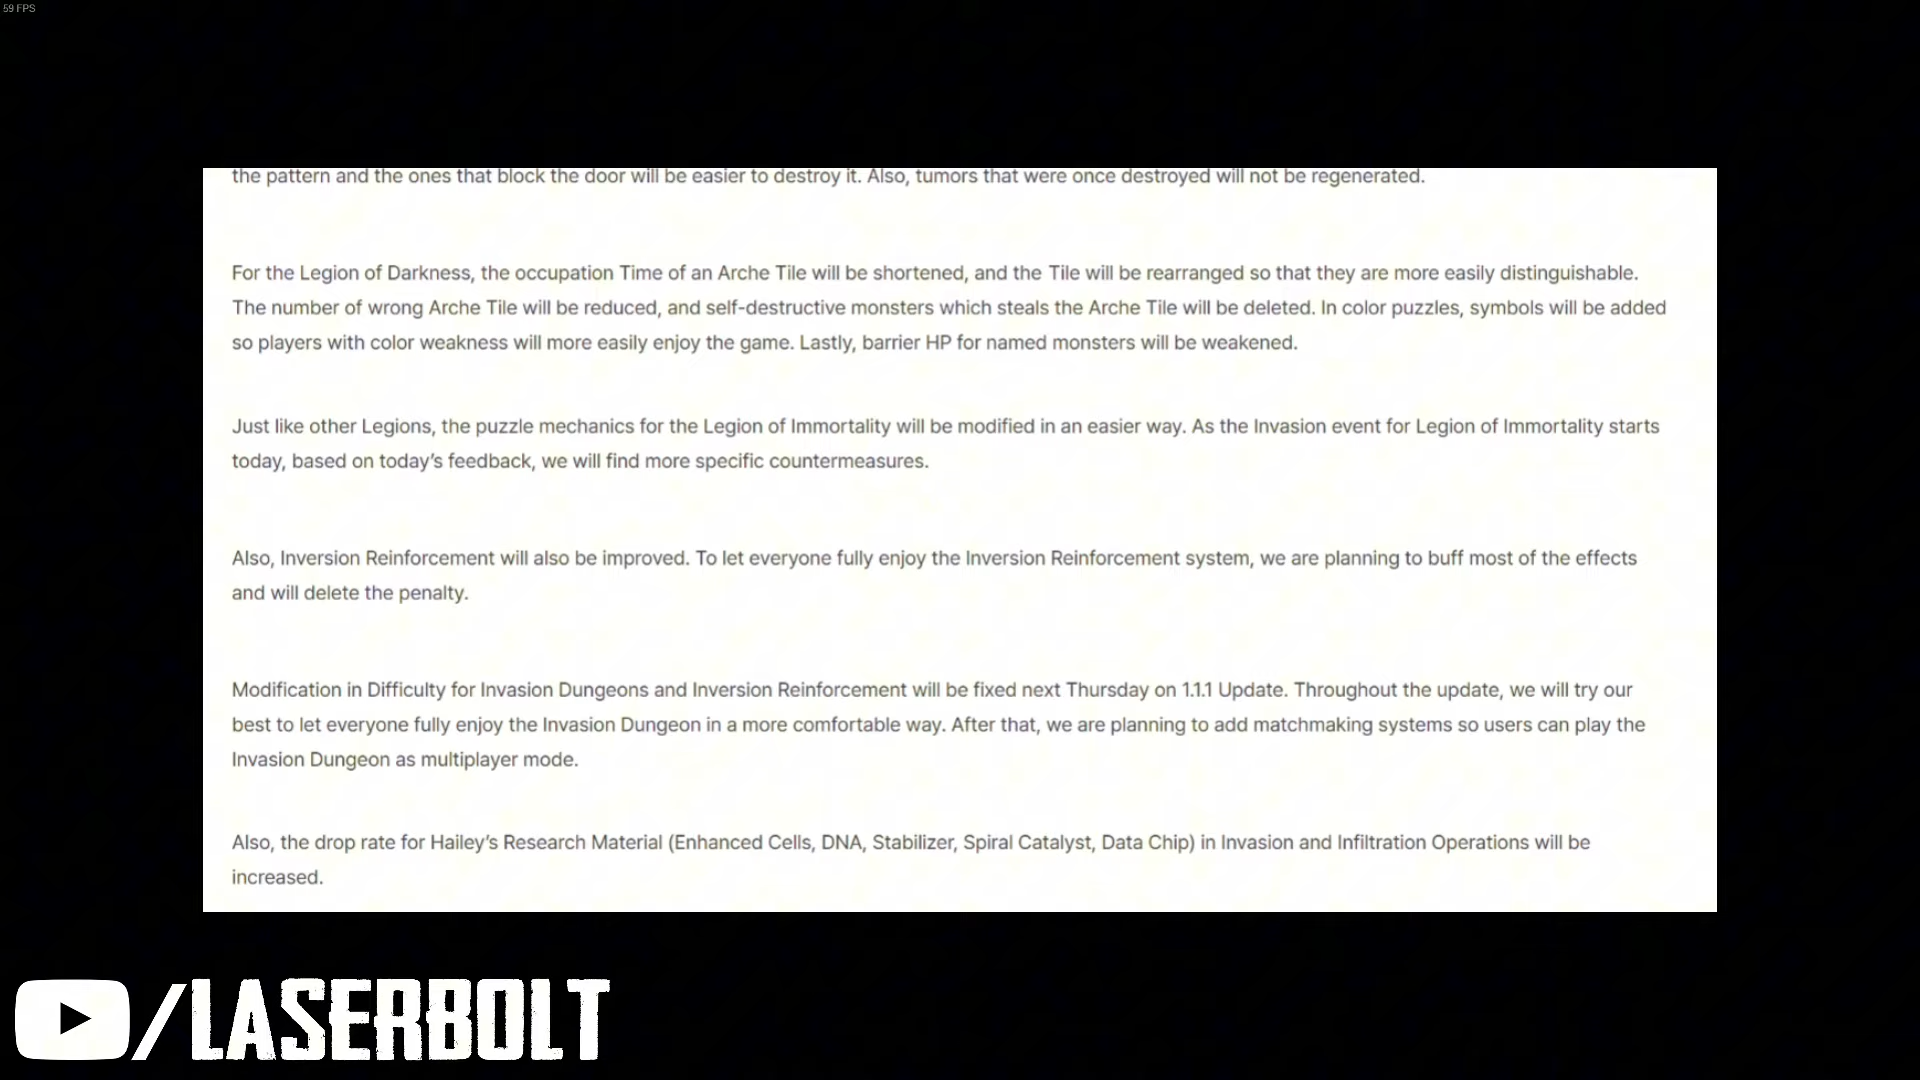 59 FPS
the pattern and the ones that block the door will be easier to destroy it. Also, tumors that were once destroyed will not be regenerated.
For the Legion of Darkness, the occupation Time of an Arche Tile will be shortened, and the Tile will be rearranged so that they are more easily distinguishable.
The number of wrong Arche Tile will be reduced, and self-destructive monsters which steals the Arche Tile will be deleted. In color puzzles, symbols will be added
so players with color weakness will more easily enjoy the game. Lastly, barrier HP for named monsters will be weakened.
Just like other Legions, the puzzle mechanics for the Legion of Immortality will be modified in an easier way. As the Invasion event for Legion of Immortality starts
today, based on today’s feedback, we will find more specific countermeasures.
Also, Inversion Reinforcement will also be improved. To let everyone fully enjoy the Inversion Reinforcement system, we are planning to buff most of the effects
and will delete the penalty.
Modification in Difficulty for Invasion Dungeons and Inversion Reinforcement will be fixed next Thursday on 1.1.1 Update. Throughout the update, we will try our
best to let everyone fully enjoy the Invasion Dungeon in a more comfortable way. After that, we are planning to add matchmaking systems so users can play the
Invasion Dungeon as multiplayer mode.
Also, the drop rate for Hailey’s Research Material (Enhanced Cells, DNA, Stabilizer, Spiral Catalyst, Data Chip) in Invasion and Infiltration Operations will be
increased.
/LASERBOLT